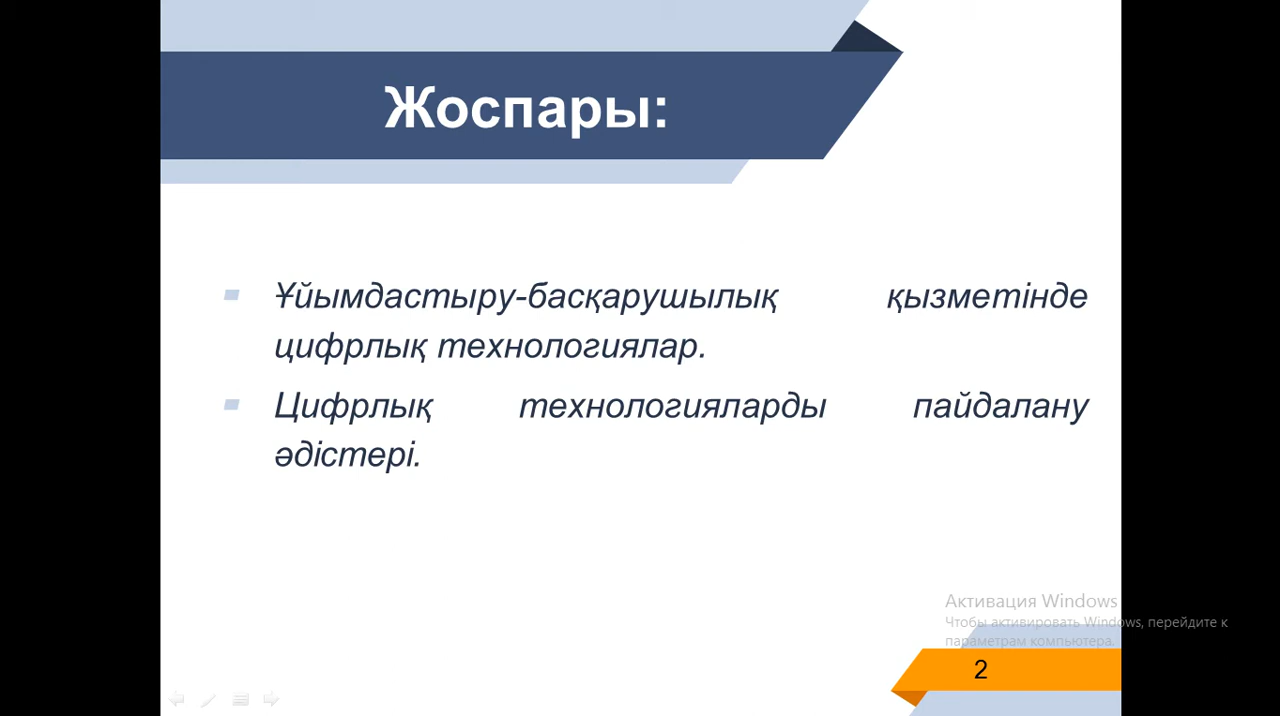 Жоспары:
Ұйымдастыру-басқарушылық қызметінде
цифрлық технологиялар.
Цифрлық технологияларды пайдалану
әдістері.
Активация Windows
Чтобы активировать Windows, перейдите к
параметрам компьютера.
2